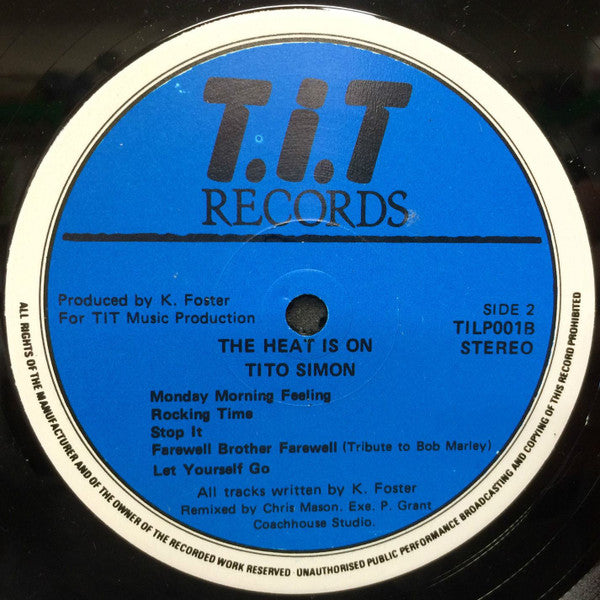 T.i.T
RECORDS
Produced by K. Foster
For TIT Music Production
SIDE 2
TILP001B
STEREO
THE HEAT IS ON
TITO SIMON
Monday Morning Feeling
Rocking Time
Stop It
Farewell Brother Farewell (Tribute to Bob Marley)
Let Yourself Go
All tracks written by K. Foster
Remixed by Chris Mason. Exe. P. Grant
Coachhouse Studio.
ALL RIGHTS OF THE MANUFACTURER AND OF THE OWNER OF THE RECORDED WORK RESERVED · UNAUTHORISED PUBLIC PERFORMANCE BROADCASTING AND COPYING OF THIS RECORD PROHIBITED